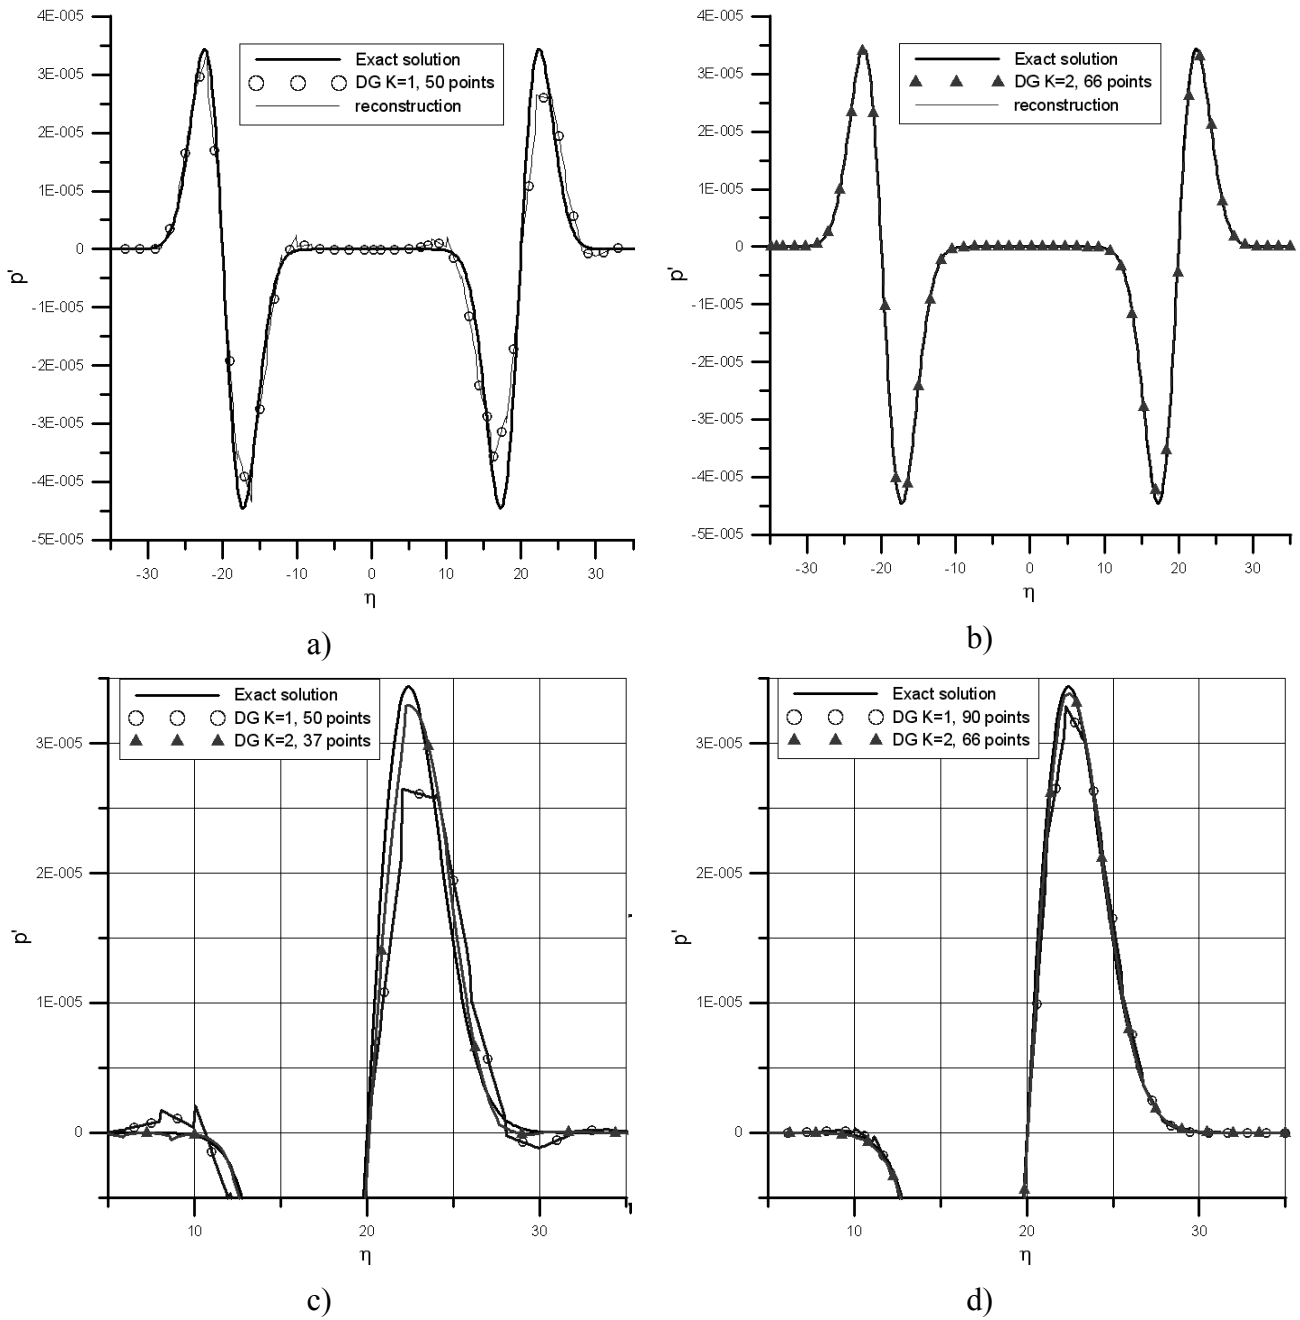 4E-005
3E-005
2E-005
1E-005
0
-1E-005
-2E-005
-3E-005
-4E-005
-5E-005
p'
Exact solution
DG K=1, 50 points
reconstruction
-30 -20 -10 0 10 20 30
η
a)
4E-005
3E-005
2E-005
1E-005
0
-1E-005
-2E-005
-3E-005
-4E-005
-5E-005
p'
Exact solution
DG K=2, 66 points
reconstruction
-30 -20 -10 0 10 20 30
η
b)
3E-005
2E-005
1E-005
0
p'
Exact solution
DG K=1, 50 points
DG K=2, 37 points
10 20 30
η
c)
3E-005
2E-005
1E-005
0
p'
Exact solution
DG K=1, 90 points
DG K=2, 66 points
10 20 30
η
d)